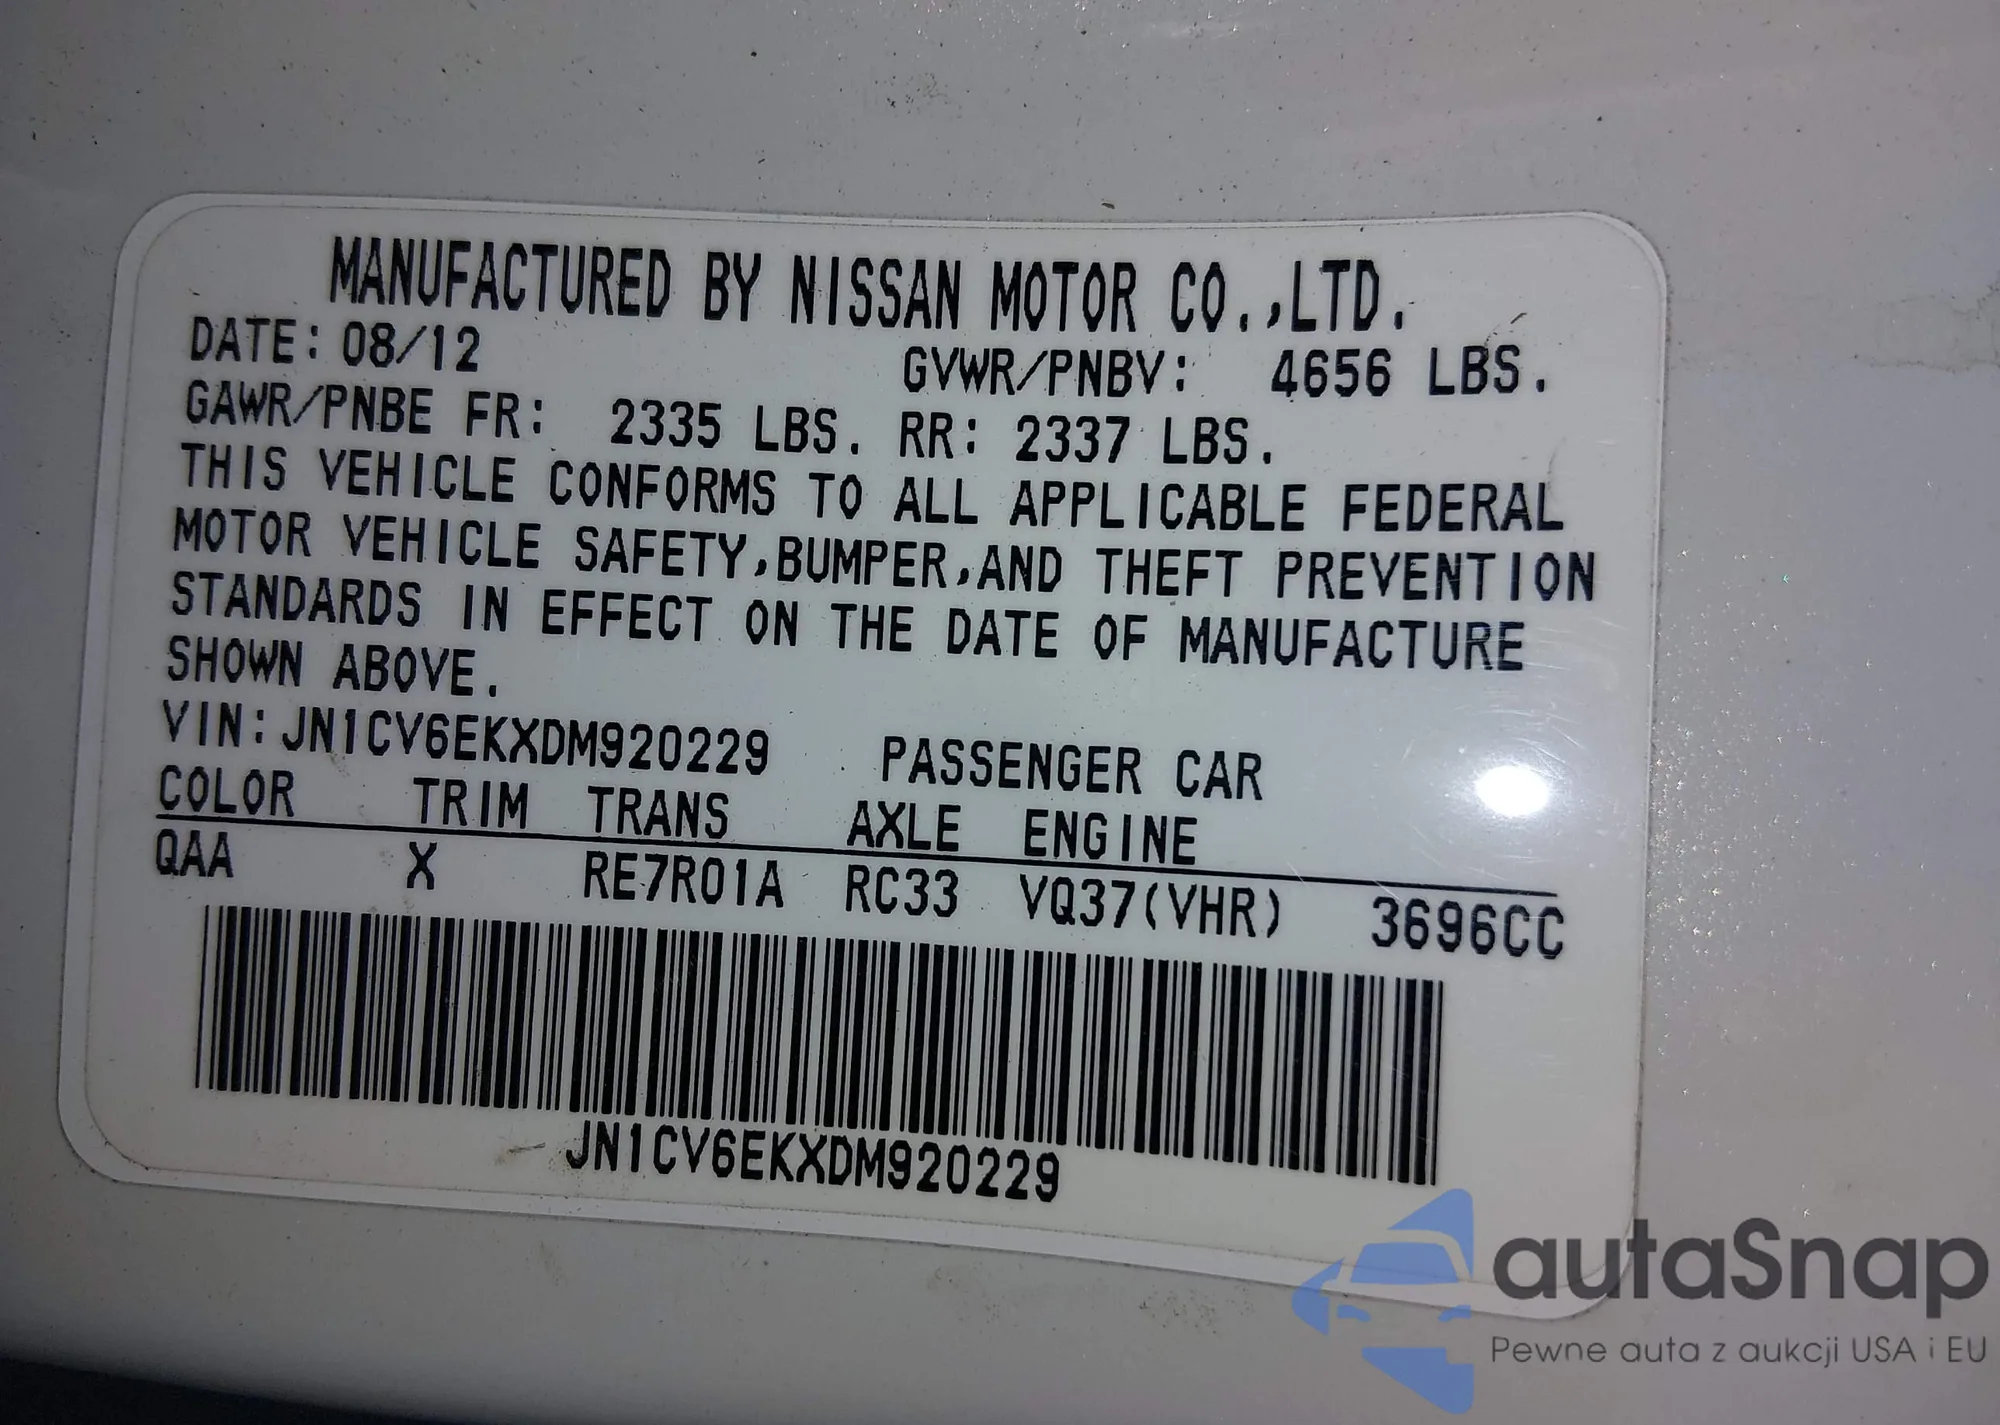 MANUFACTURED BY NISSAN MOTOR CO.,LTD.
DATE: 08/12 GVWR/PNBV: 4656 LBS.
GAWR/PNBE FR: 2335 LBS. RR: 2337 LBS.
THIS VEHICLE CONFORMS TO ALL APPLICABLE FEDERAL
MOTOR VEHICLE SAFETY,BUMPER,AND THEFT PREVENTION
STANDARDS IN EFFECT ON THE DATE OF MANUFACTURE
SHOWN ABOVE.
VIN:JN1CV6EKXDM920229 PASSENGER CAR
COLOR TRIM TRANS AXLE ENGINE
QAA X RE7R01A RC33 VQ37(VHR) 3696CC
JN1CV6EKXDM920229
autaSnap
Pewne auta z aukcji USA i EU